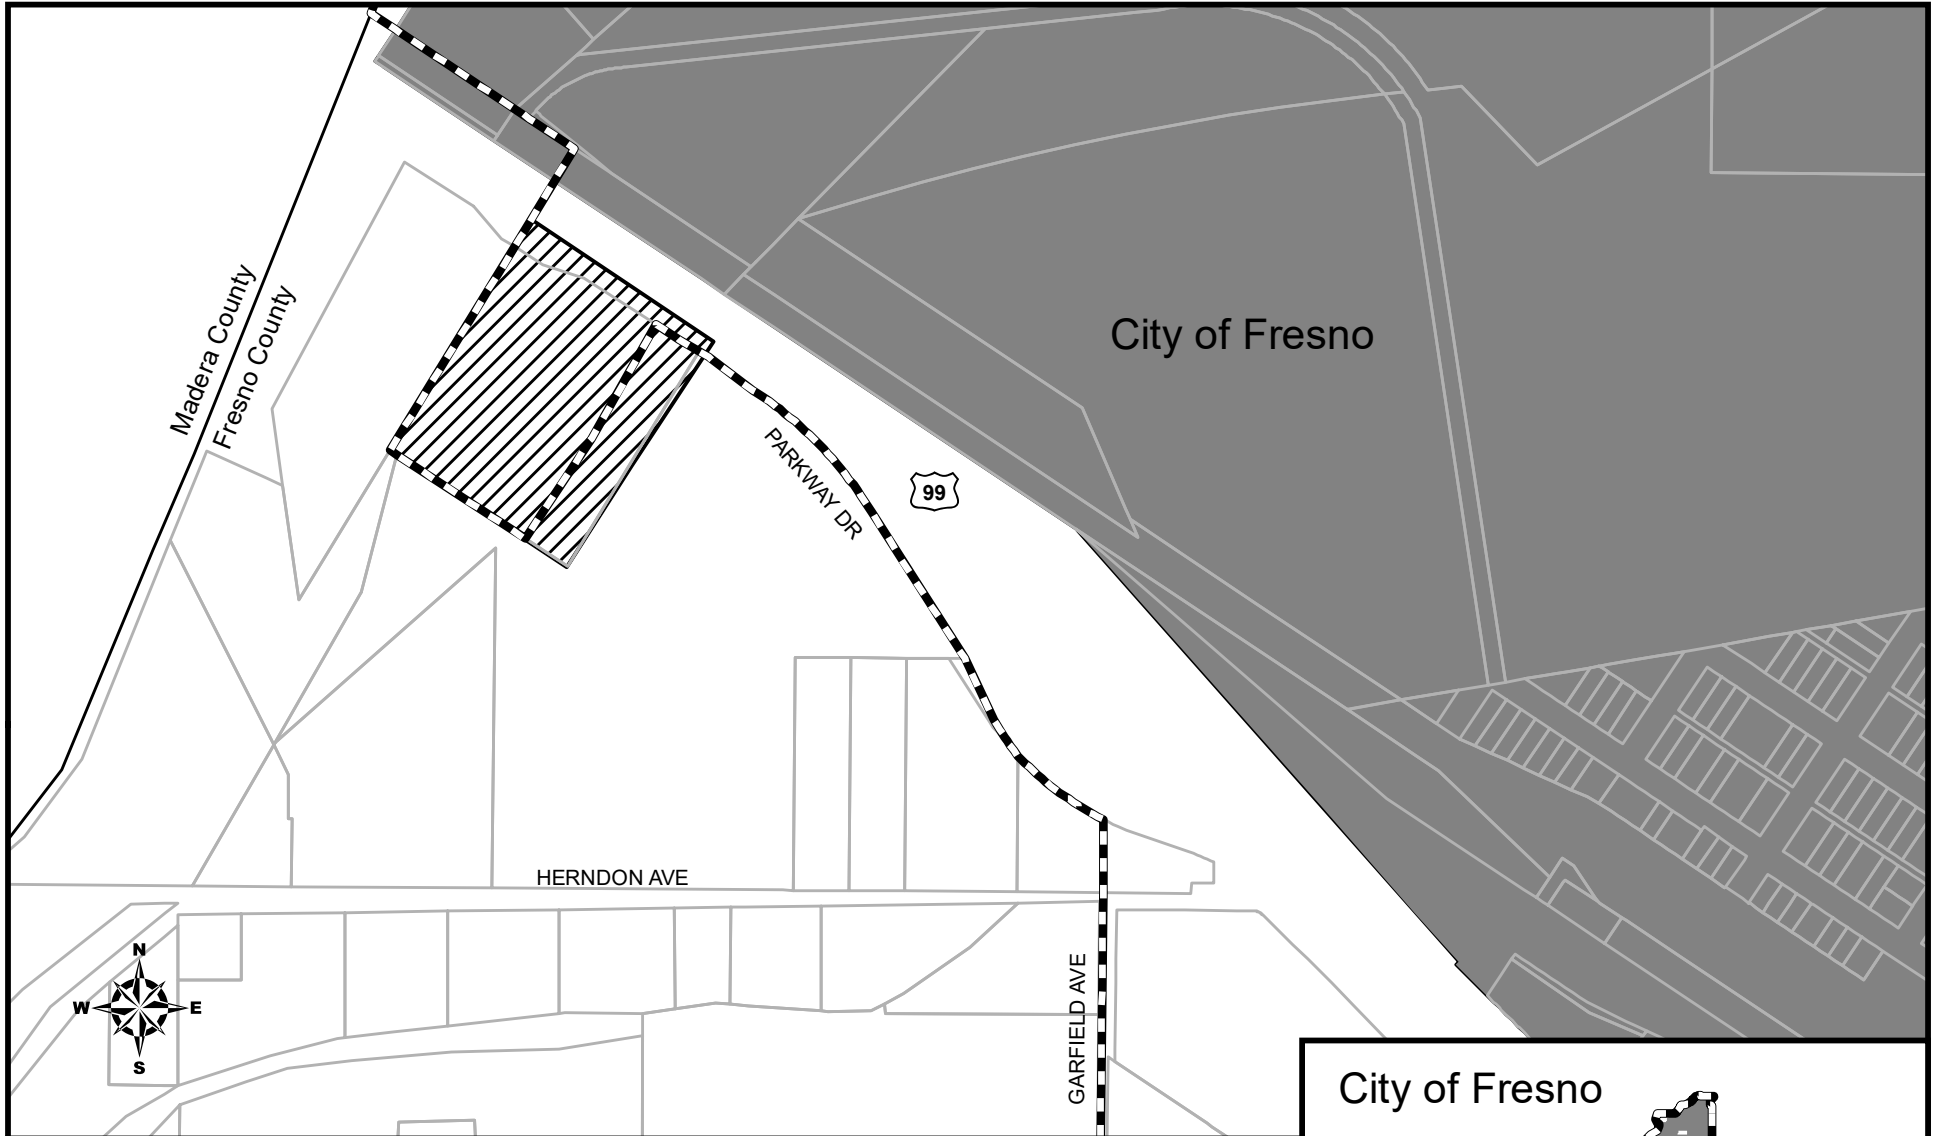 Madera County
Fresno County
City of Fresno
PARKWAY DR
99
HERNDON AVE
GARFIELD AVE
N
W
E
S
City of Fresno